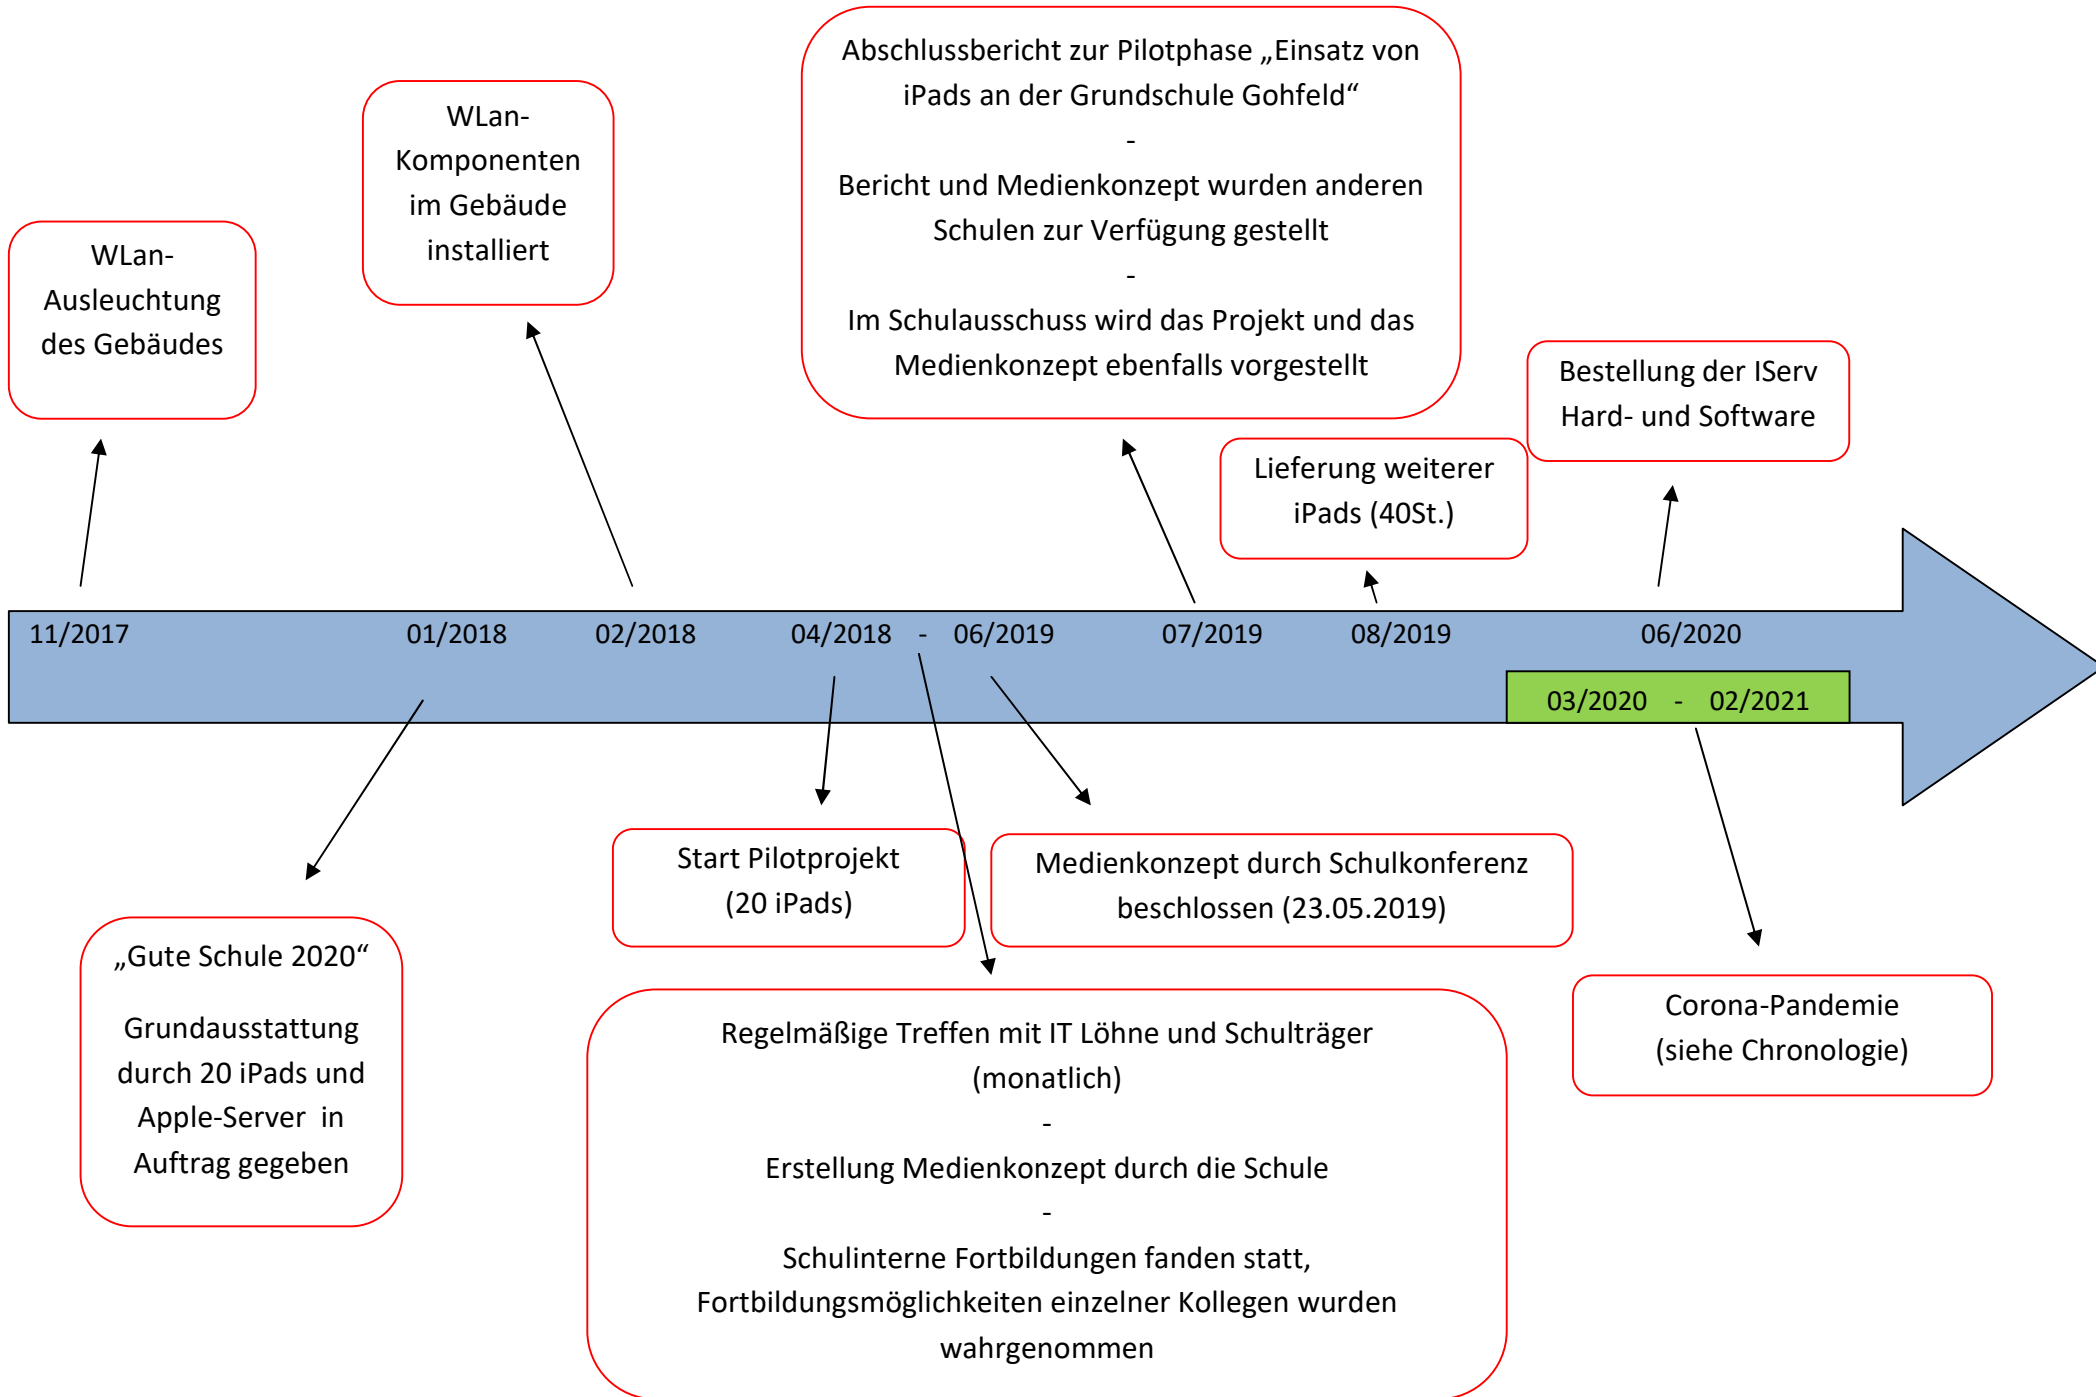 Abschlussbericht zur Pilotphase „Einsatz von
iPads an der Grundschule Gohfeld“
-
Bericht und Medienkonzept wurden anderen
Schulen zur Verfügung gestellt
-
Im Schulausschuss wird das Projekt und das
Medienkonzept ebenfalls vorgestellt
WLan-
Komponenten
im Gebäude
installiert
WLan-
Ausleuchtung
des Gebäudes
Bestellung der IServ
Hard- und Software
Lieferung weiterer
iPads (40St.)
11/2017 01/2018 02/2018 04/2018 - 06/2019 07/2019 08/2019 06/2020
03/2020 - 02/2021
Start Pilotprojekt
(20 iPads)
Medienkonzept durch Schulkonferenz
beschlossen (23.05.2019)
„Gute Schule 2020“
Grundausstattung
durch 20 iPads und
Apple-Server  in
Auftrag gegeben
Regelmäßige Treffen mit IT Löhne und Schulträger
(monatlich)
-
Erstellung Medienkonzept durch die Schule
-
Schulinterne Fortbildungen fanden statt,
Fortbildungsmöglichkeiten einzelner Kollegen wurden
wahrgenommen
Corona-Pandemie
(siehe Chronologie)